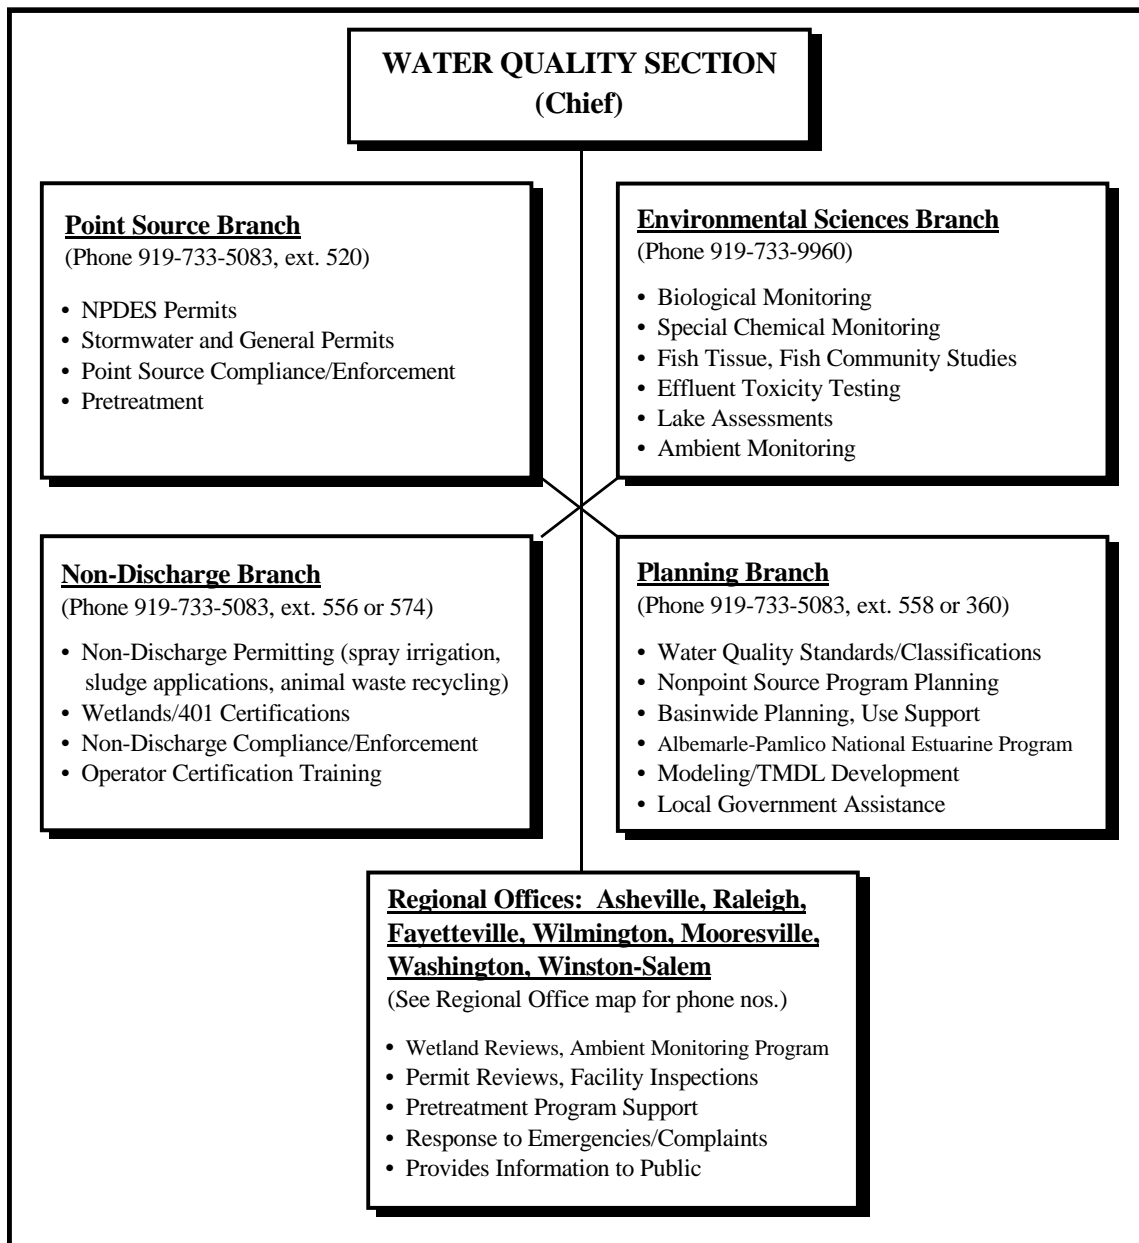 WATER QUALITY SECTION
(Chief)
Point Source Branch
(Phone 919-733-5083, ext. 520)
• NPDES Permits
• Stormwater and General Permits
• Point Source Compliance/Enforcement
• Pretreatment
Environmental Sciences Branch
(Phone 919-733-9960)
• Biological Monitoring
• Special Chemical Monitoring
• Fish Tissue, Fish Community Studies
• Effluent Toxicity Testing
• Lake Assessments
• Ambient Monitoring
Non-Discharge Branch
(Phone 919-733-5083, ext. 556 or 574)
• Non-Discharge Permitting (spray irrigation,
sludge applications, animal waste recycling)
• Wetlands/401 Certifications
• Non-Discharge Compliance/Enforcement
• Operator Certification Training
Planning Branch
(Phone 919-733-5083, ext. 558 or 360)
• Water Quality Standards/Classifications
• Nonpoint Source Program Planning
• Basinwide Planning, Use Support
• Albemarle-Pamlico National Estuarine Program
• Modeling/TMDL Development
• Local Government Assistance
Regional Offices: Asheville, Raleigh,
Fayetteville, Wilmington, Mooresville,
Washington, Winston-Salem
(See Regional Office map for phone nos.)
• Wetland Reviews, Ambient Monitoring Program
• Permit Reviews, Facility Inspections
• Pretreatment Program Support
• Response to Emergencies/Complaints
• Provides Information to Public